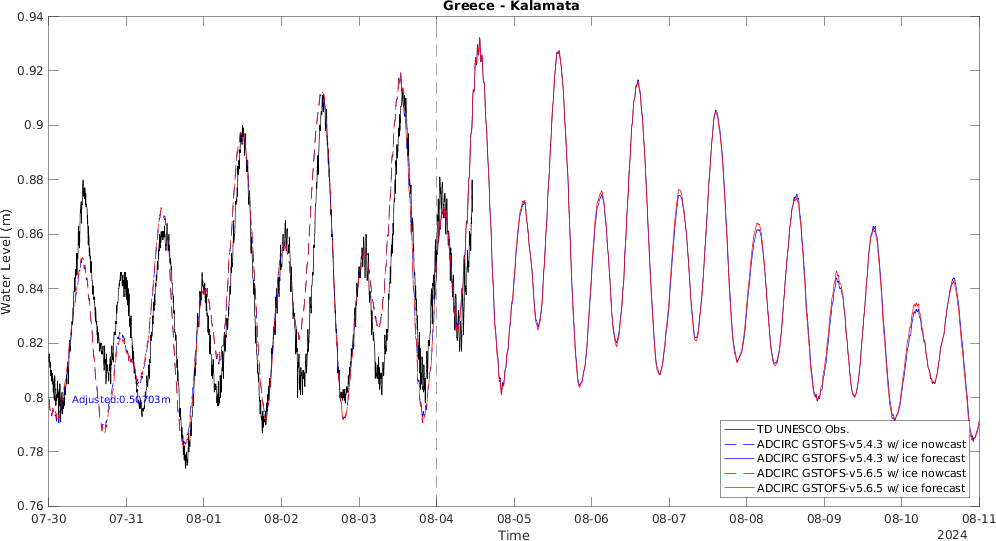 Greece - Kalamata
0.94
0.92
0.9
0.88
0.86
0.84
0.82
0.8
0.78
0.76
Water Level (m)
Adjusted:0.50703m
TD UNESCO Obs.
ADCIRC GSTOFS-v5.4.3 w/ ice nowcast
ADCIRC GSTOFS-v5.4.3 w/ ice forecast
ADCIRC GSTOFS-v5.6.5 w/ ice nowcast
ADCIRC GSTOFS-v5.6.5 w/ ice forecast
07-30 07-31 08-01 08-02 08-03 08-04 08-05 08-06 08-07 08-08 08-09 08-10 08-11
Time
2024